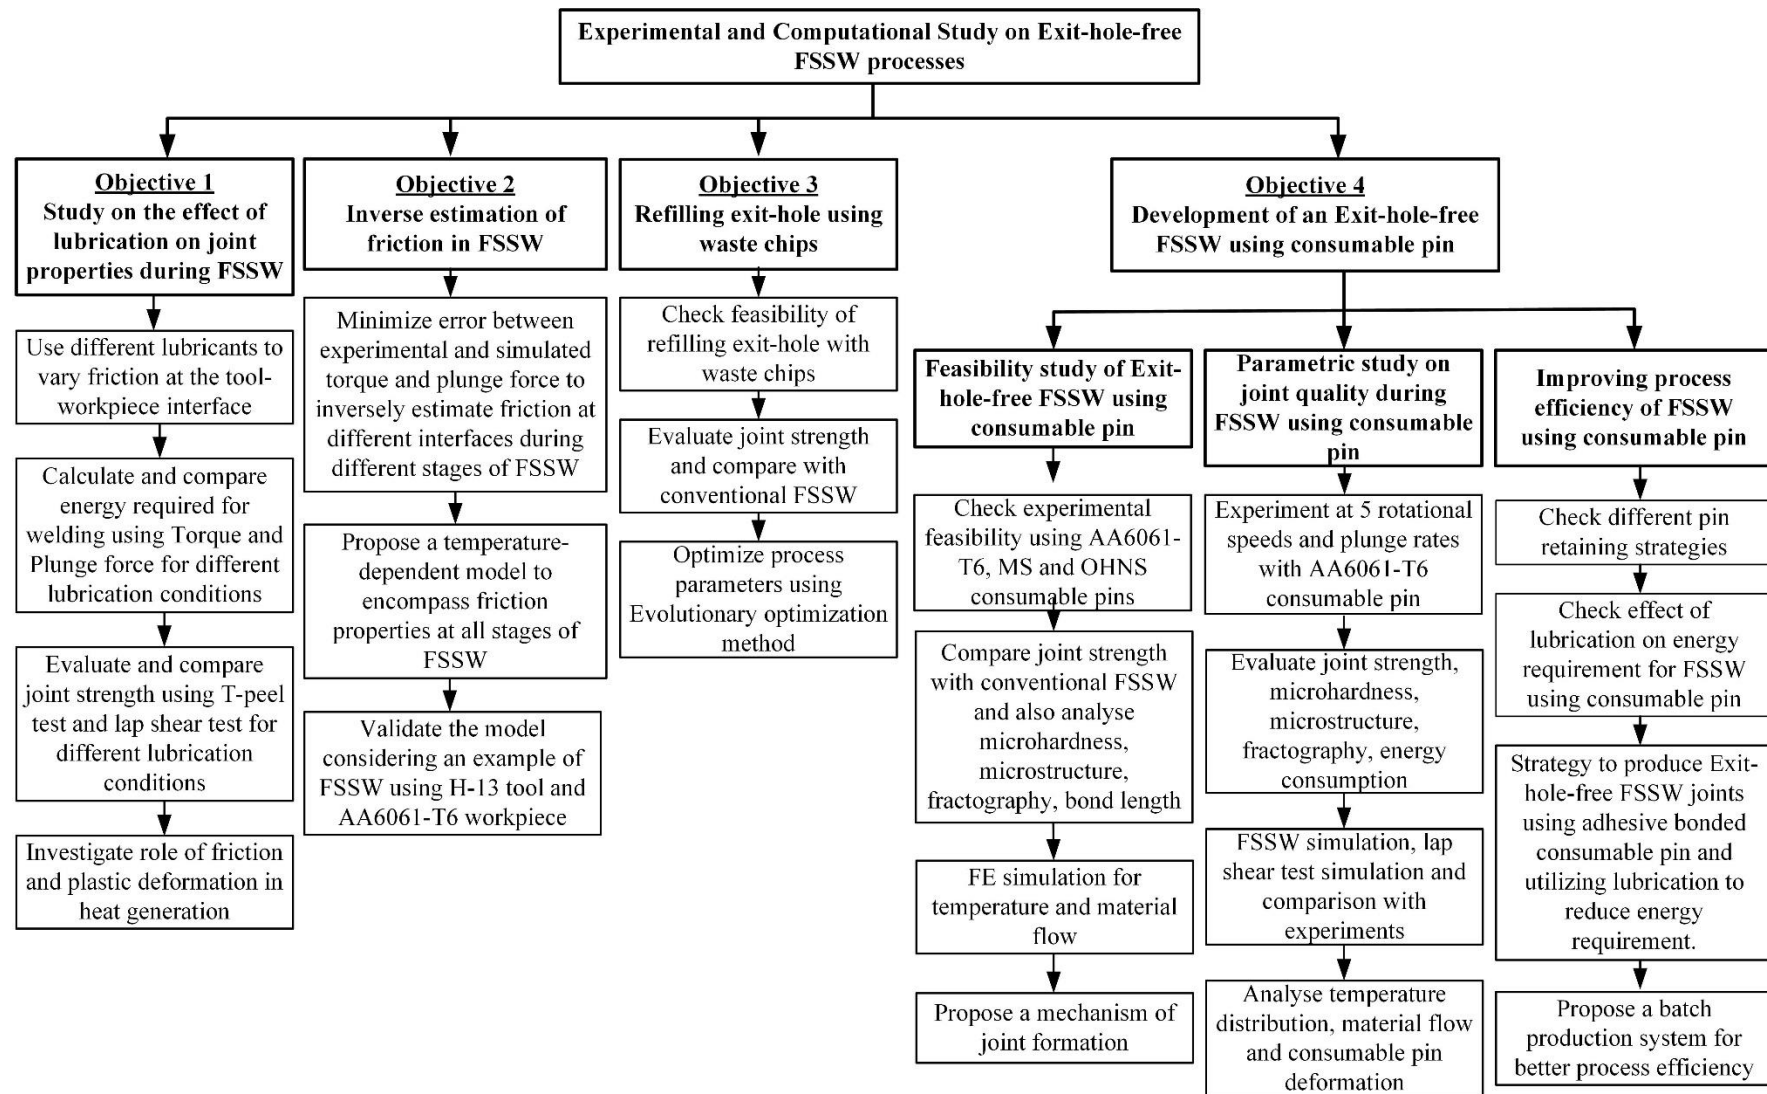 Experimental and Computational Study on Exit-hole-free
FSSW processes
Objective 1
Study on the effect of
lubrication on joint
properties during FSSW
Use different lubricants to
vary friction at the tool-
workpiece interface
Calculate and compare
energy required for
welding using Torque and
Plunge force for different
lubrication conditions
Evaluate and compare
joint strength using T-peel
test and lap shear test for
different lubrication
conditions
Investigate role of friction
and plastic deformation in
heat generation
Objective 2
Inverse estimation of
friction in FSSW
Minimize error between
experimental and simulated
torque and plunge force to
inversely estimate friction at
different interfaces during
different stages of FSSW
Propose a temperature-
dependent model to
encompass friction
properties at all stages of
FSSW
Validate the model
considering an example of
FSSW using H-13 tool and
AA6061-T6 workpiece
Objective 3
Refilling exit-hole using
waste chips
Check feasibility of
refilling exit-hole with
waste chips
Evaluate joint strength
and compare with
conventional FSSW
Optimize process
parameters using
Evolutionary optimization
method
Objective 4
Development of an Exit-hole-free
FSSW using consumable pin
Feasibility study of Exit-
hole-free FSSW using
consumable pin
Check experimental
feasibility using AA6061-
T6, MS and OHNS
consumable pins
Compare joint strength
with conventional FSSW
and also analyse
microhardness,
microstructure,
fractography, bond length
FE simulation for
temperature and material
flow
Propose a mechanism of
joint formation
Parametric study on
joint quality during
FSSW using consumable
pin
Experiment at 5 rotational
speeds and plunge rates
with AA6061-T6
consumable pin
Evaluate joint strength,
microhardness,
microstructure,
fractography, energy
consumption
FSSW simulation, lap
shear test simulation and
comparison with
experiments
Analyse temperature
distribution, material flow
and consumable pin
deformation
Improving process
efficiency of FSSW
using consumable pin
Check different pin
retaining strategies
Check effect of
lubrication on energy
requirement for FSSW
using consumable pin
Strategy to produce Exit-
hole-free FSSW joints
using adhesive bonded
consumable pin and
utilizing lubrication to
reduce energy
requirement.
Propose a batch
production system for
better process efficiency